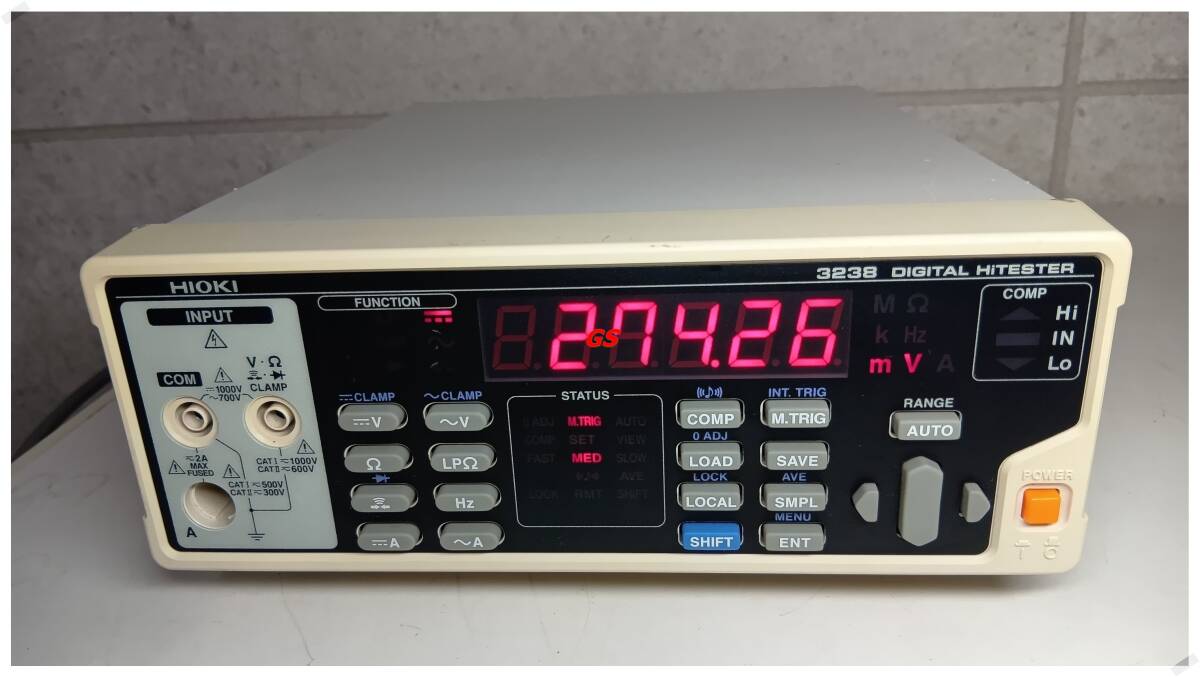 3238 DIGITAL HiTESTER
HIOKI
INPUT
COM
V · Ω
CLAMP
⎓1000V
~700V
≂2A
MAX
FUSED
CAT I ≂1000V
CAT II ≂600V
CAT I ≂500V
CAT II ≂300V
A
FUNCTION
274.26
GS
M Ω
k Hz
m V A
COMP
Hi
IN
Lo
⎓CLAMP
~CLAMP
⎓V
~V
Ω
LPΩ
Hz
⎓A
~A
STATUS
0 ADJ M.TRIG AUTO
COMP SET VIEW
FAST MED SLOW
AVE
LOCK RMT SHIFT
INT. TRIG
COMP
M.TRIG
0 ADJ
LOAD
SAVE
LOCK
AVE
LOCAL
SMPL
MENU
SHIFT
ENT
RANGE
AUTO
POWER